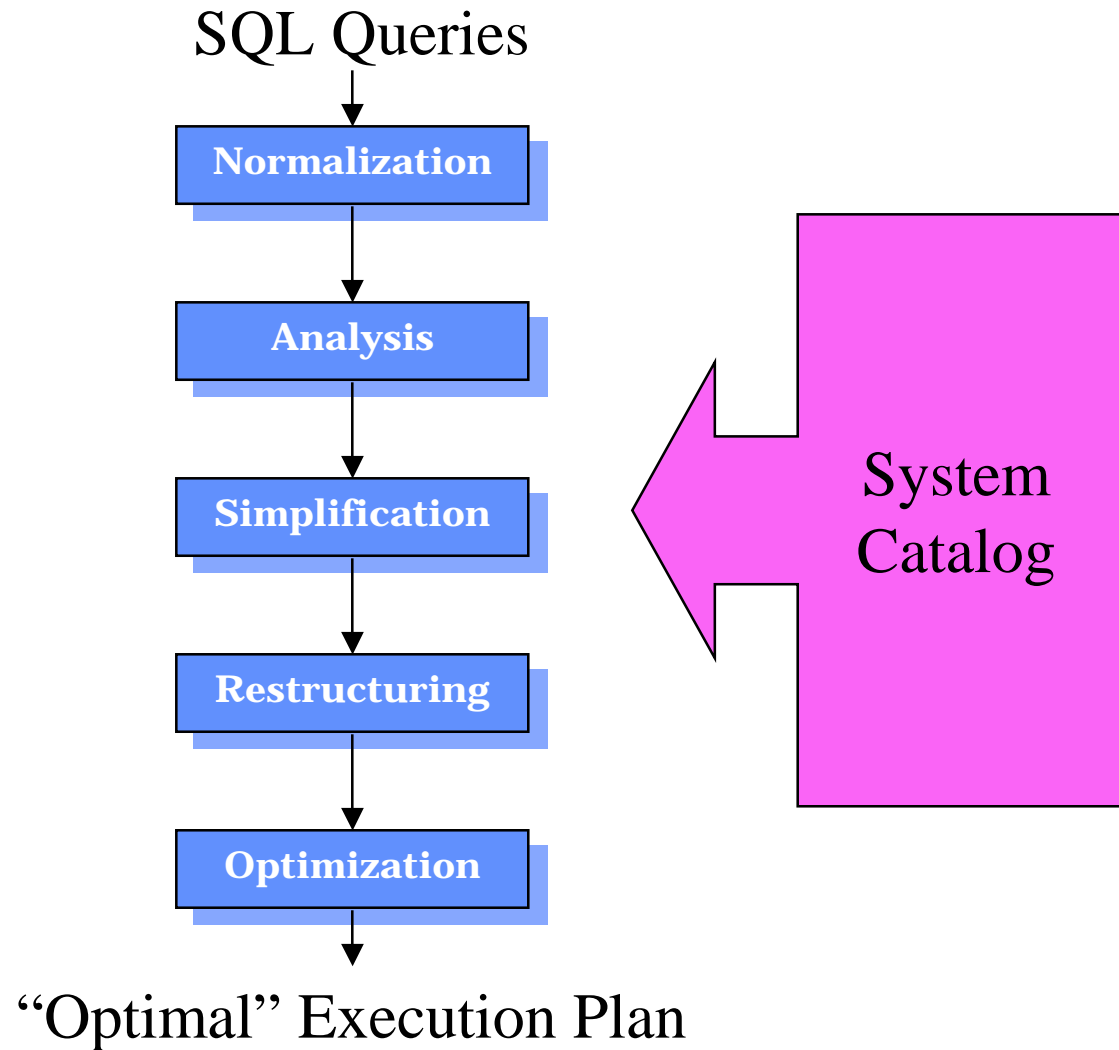 SQL Queries
Normalization
Analysis
Simplification
Restructuring
Optimization
“Optimal” Execution Plan
System
Catalog